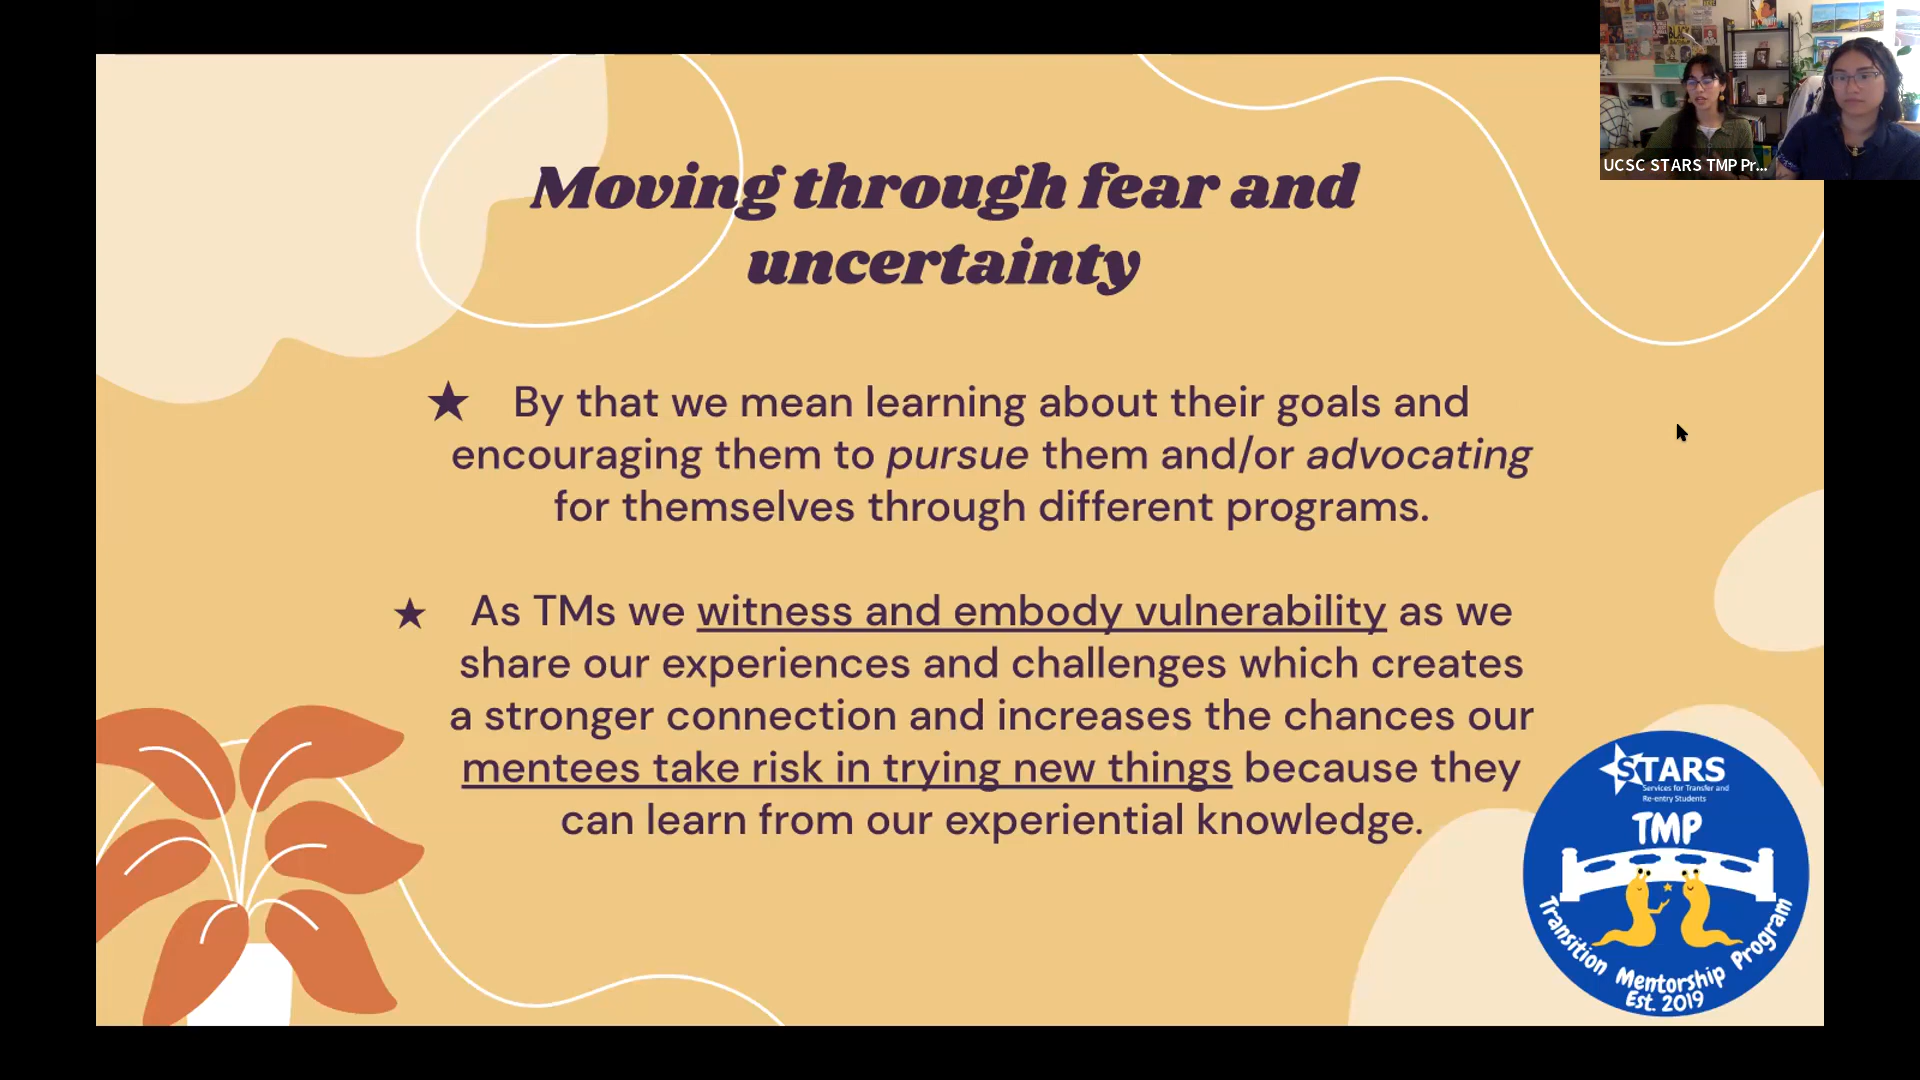 UCSC STARS TMP Pr...
Moving through fear and
uncertainty
★ By that we mean learning about their goals and
encouraging them to pursue them and/or advocating
for themselves through different programs.
★ As TMs we witness and embody vulnerability as we
share our experiences and challenges which creates
a stronger connection and increases the chances our
mentees take risk in trying new things because they
can learn from our experiential knowledge.
STARS
Services for Transfer and
Re-entry Students
TMP
Transition Mentorship Program
Est. 2019